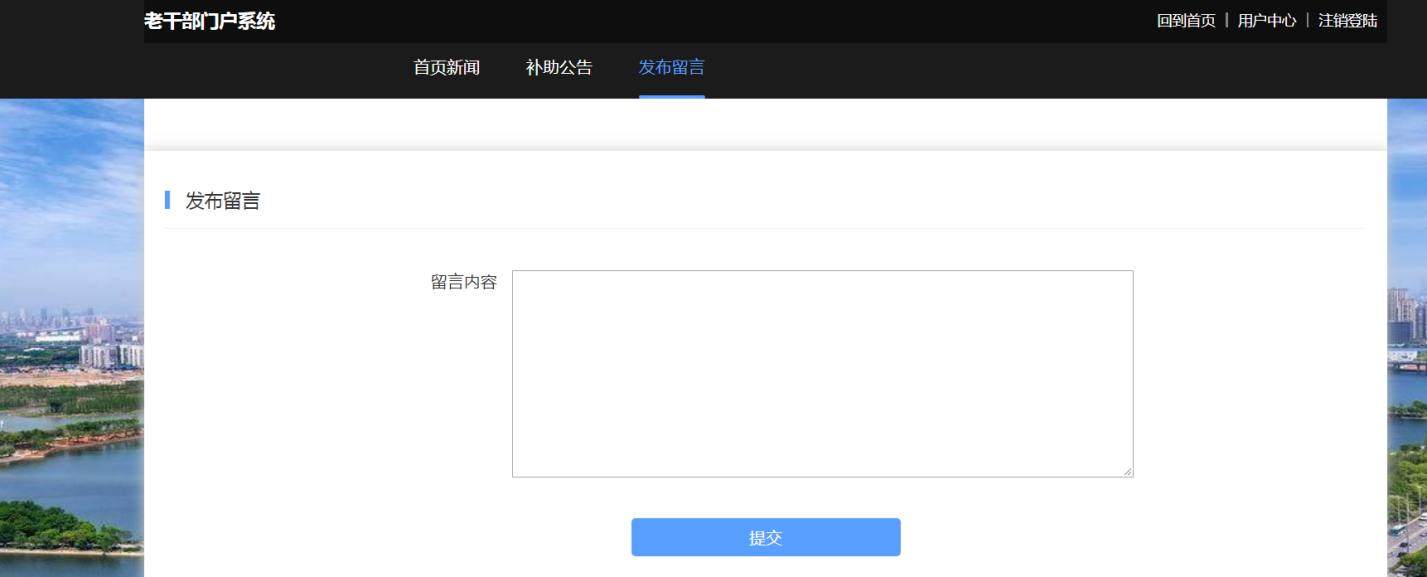 老干部门户系统
回到首页 | 用户中心 | 注销登陆
首页新闻 补助公告 发布留言
发布留言
留言内容
提交